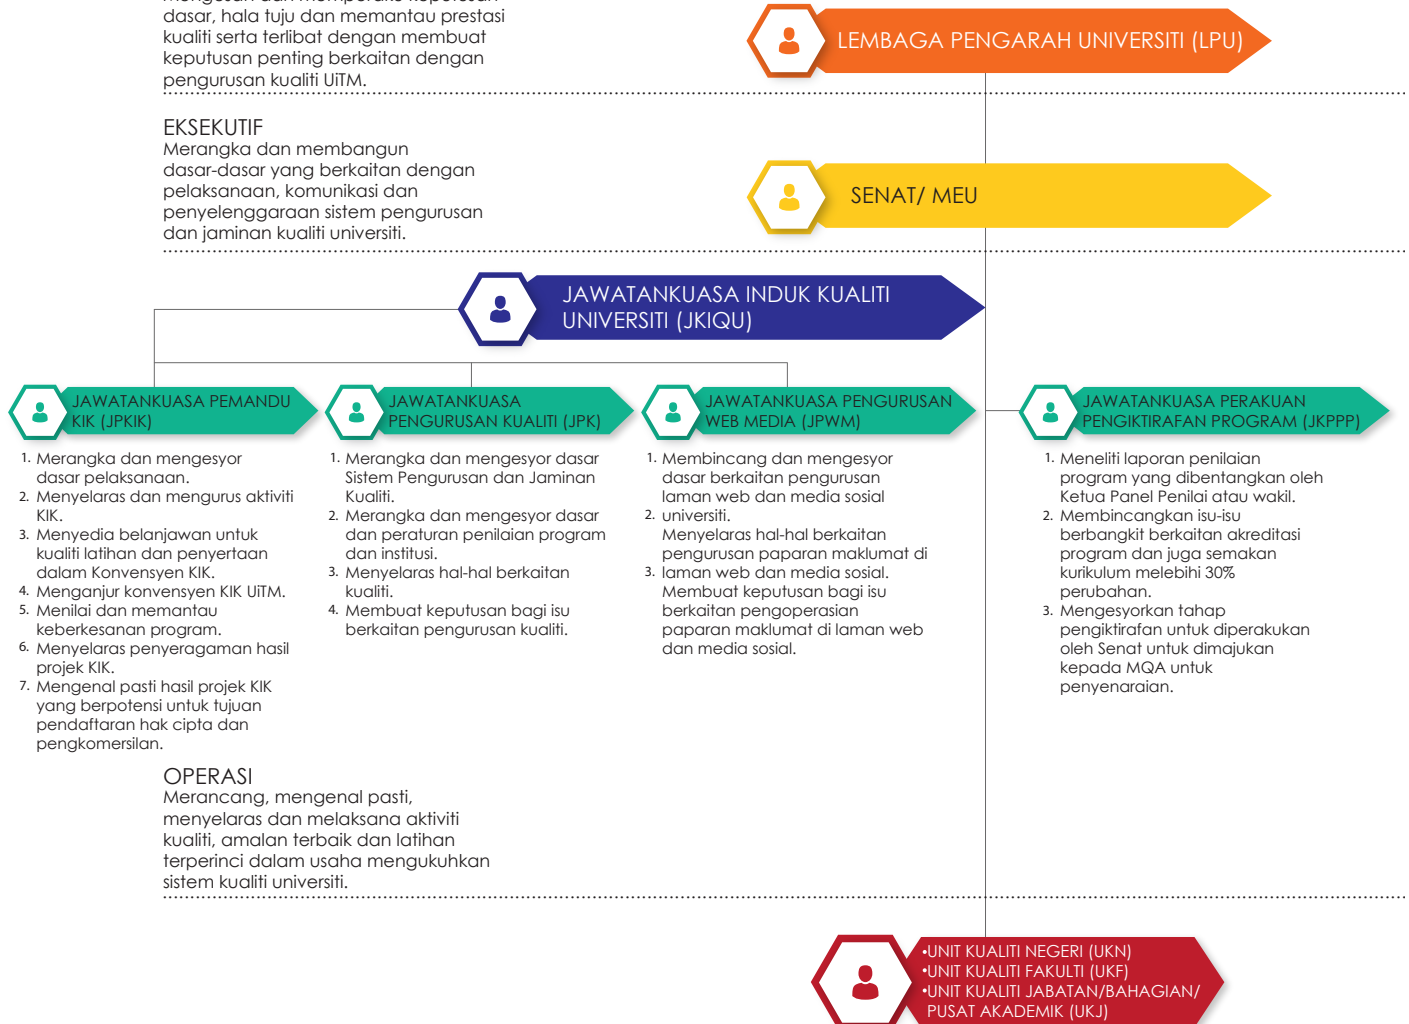 dasar, hala tuju dan memantau prestasi
kualiti serta terlibat dengan membuat
keputusan penting berkaitan dengan
pengurusan kualiti UiTM.
LEMBAGA PENGARAH UNIVERSITI (LPU)
EKSEKUTIF
Merangka dan membangun
dasar-dasar yang berkaitan dengan
pelaksanaan, komunikasi dan
penyelenggaraan sistem pengurusan
dan jaminan kualiti universiti.
SENAT/ MEU
JAWATANKUASA INDUK KUALITI
UNIVERSITI (JKIQU)
JAWATANKUASA PEMANDU
KIK (JPKIK)
1. Merangka dan mengesyor
dasar pelaksanaan.
2. Menyelaras dan mengurus aktiviti
KIK.
3. Menyedia belanjawan untuk
kualiti latihan dan penyertaan
dalam Konvensyen KIK.
4. Menganjur konvensyen KIK UiTM.
5. Menilai dan memantau
keberkesanan program.
6. Menyelaras penyeragaman hasil
projek KIK.
7. Mengenal pasti hasil projek KIK
yang berpotensi untuk tujuan
pendaftaran hak cipta dan
pengkomersilan.
JAWATANKUASA
PENGURUSAN KUALITI (JPK)
1. Merangka dan mengesyor dasar
Sistem Pengurusan dan Jaminan
Kualiti.
2. Merangka dan mengesyor dasar
dan peraturan penilaian program
dan institusi.
3. Menyelaras hal-hal berkaitan
kualiti.
4. Membuat keputusan bagi isu
berkaitan pengurusan kualiti.
JAWATANKUASA PENGURUSAN
WEB MEDIA (JPWM)
1. Membincang dan mengesyor
dasar berkaitan pengurusan
laman web dan media sosial
2. universiti.
Menyelaras hal-hal berkaitan
pengurusan paparan maklumat di
3. laman web dan media sosial.
Membuat keputusan bagi isu
berkaitan pengoperasian
paparan maklumat di laman web
dan media sosial.
JAWATANKUASA PERAKUAN
PENGIKTIRAFAN PROGRAM (JKPPP)
1. Meneliti laporan penilaian
program yang dibentangkan oleh
Ketua Panel Penilai atau wakil.
2. Membincangkan isu-isu
berbangkit berkaitan akreditasi
program dan juga semakan
kurikulum melebihi 30%
perubahan.
3. Mengesyorkan tahap
pengiktirafan untuk diperakukan
oleh Senat untuk dimajukan
kepada MQA untuk
penyenaraian.
OPERASI
Merancang, mengenal pasti,
menyelaras dan melaksana aktiviti
kualiti, amalan terbaik dan latihan
terperinci dalam usaha mengukuhkan
sistem kualiti universiti.
•UNIT KUALITI NEGERI (UKN)
•UNIT KUALITI FAKULTI (UKF)
•UNIT KUALITI JABATAN/BAHAGIAN/
PUSAT AKADEMIK (UKJ)